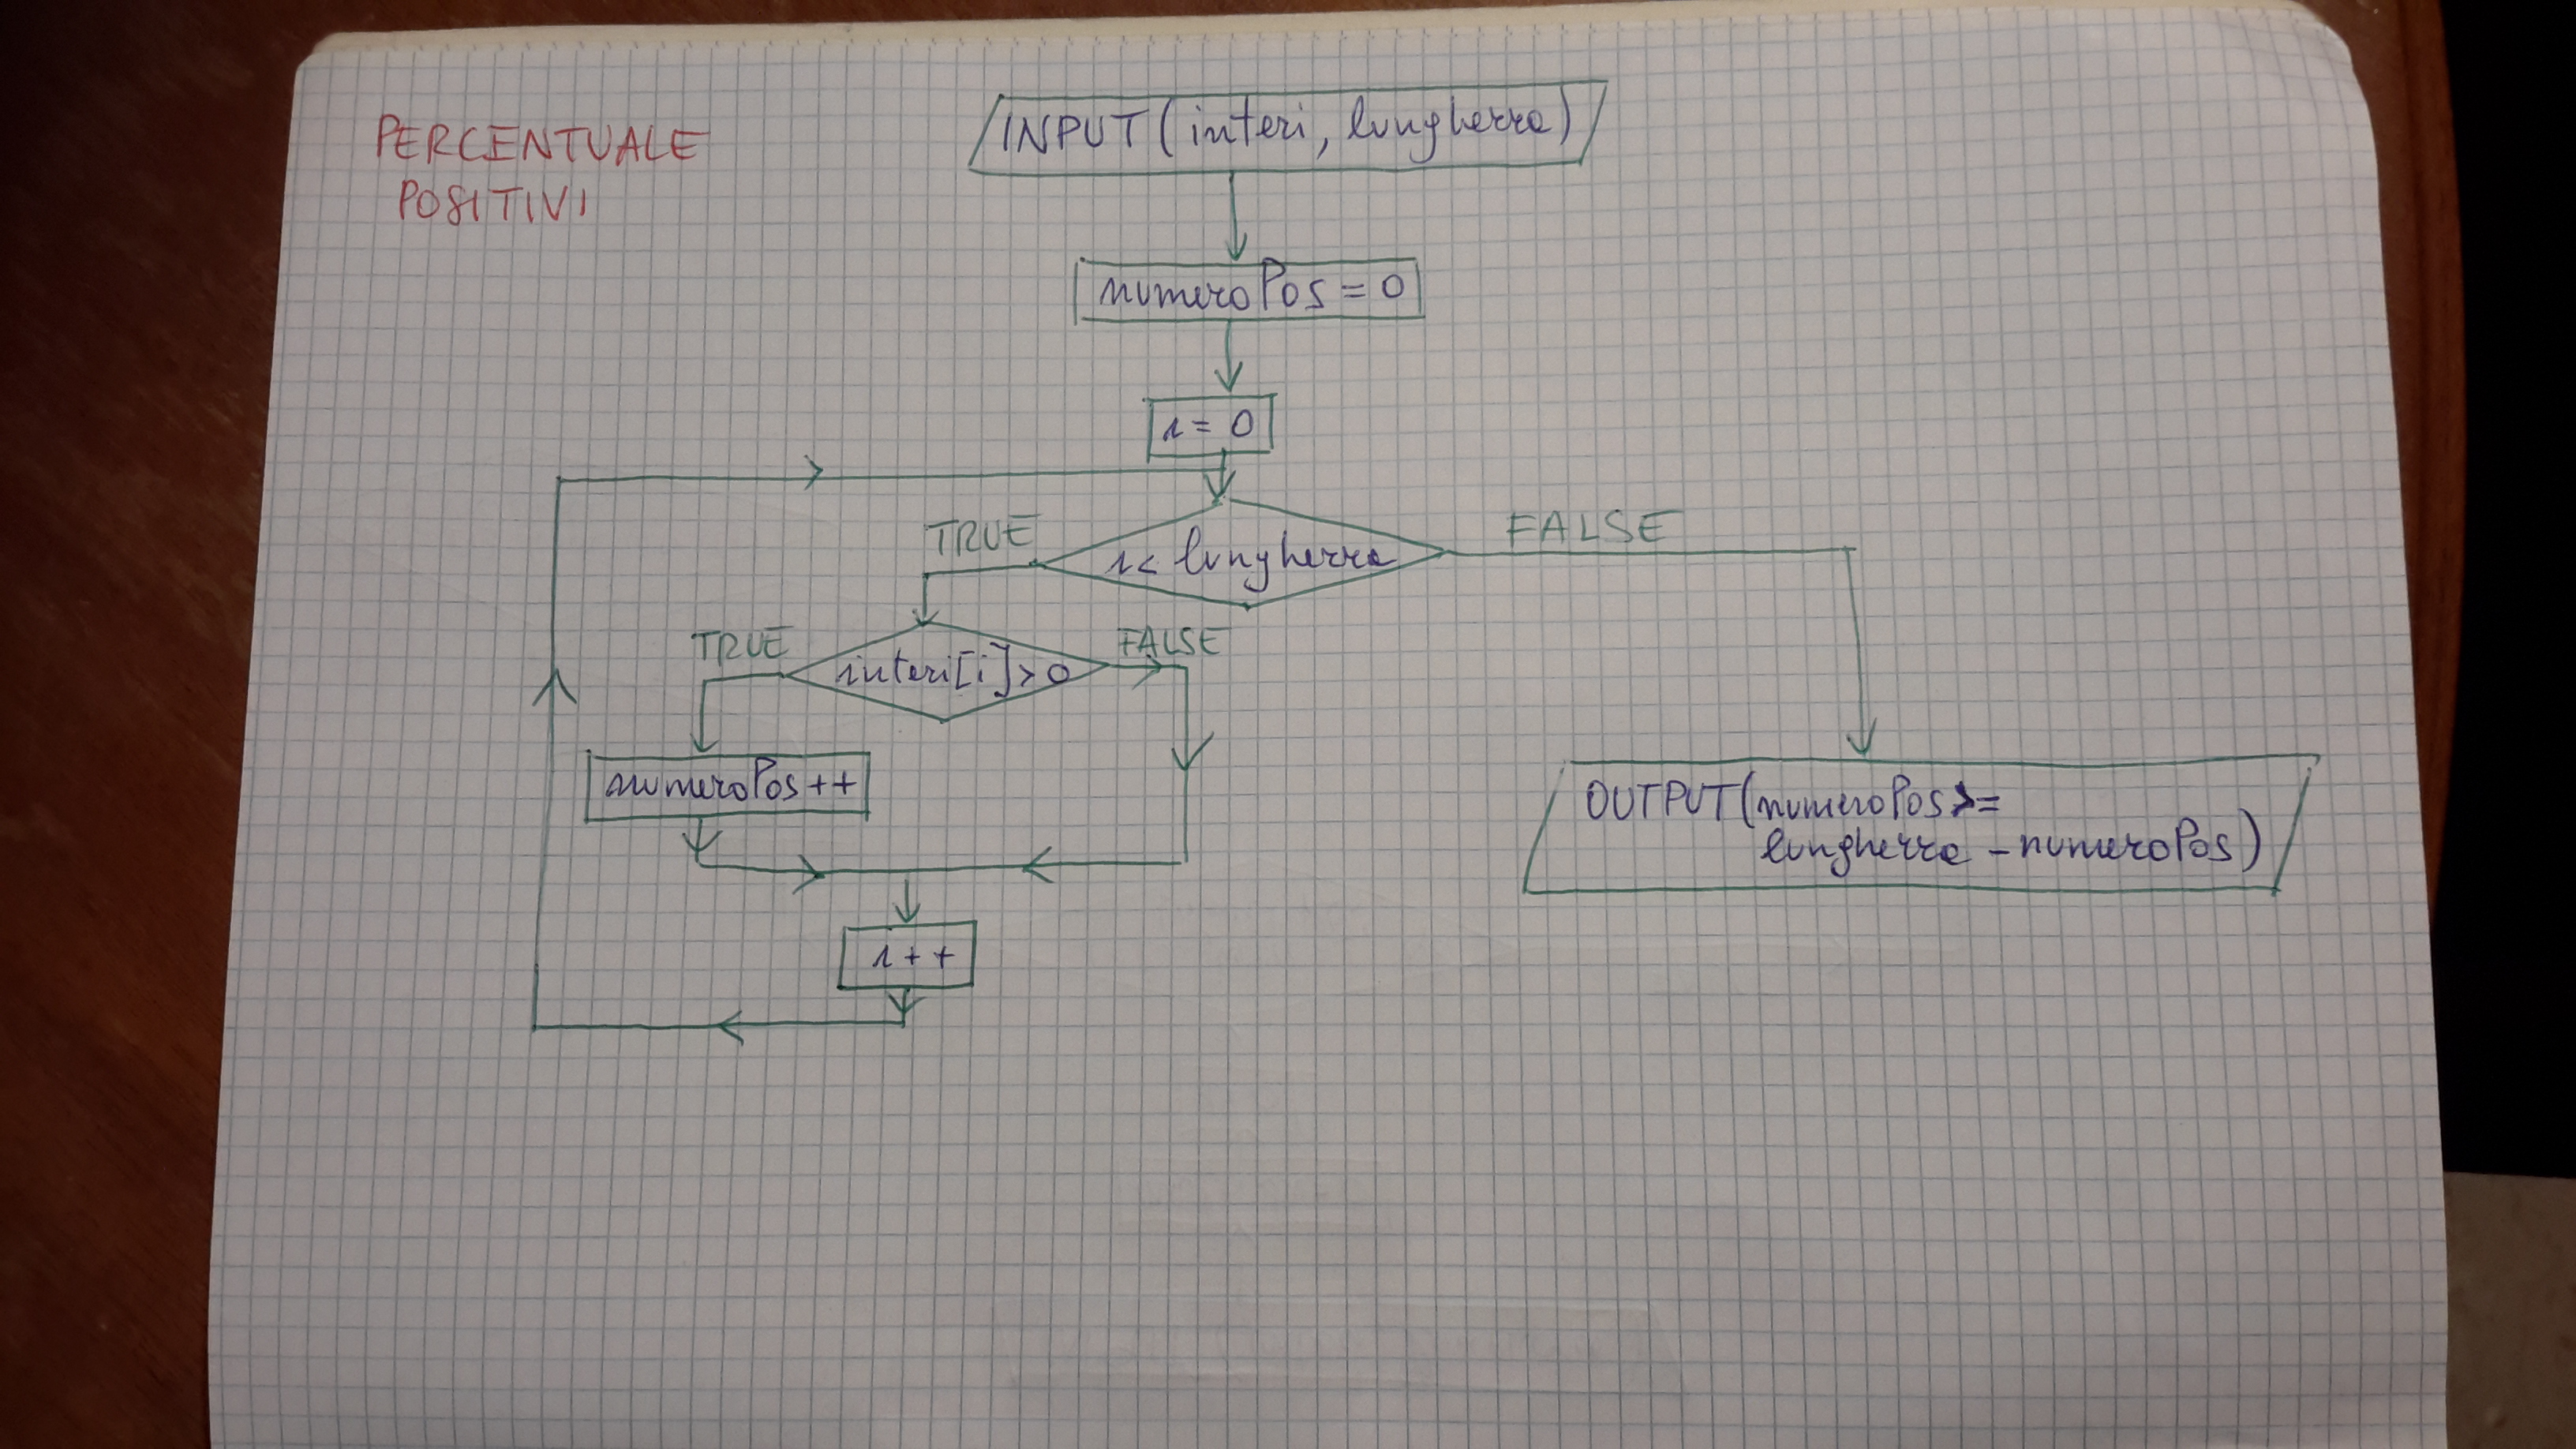 PERCENTUALE
POSITIVI
INPUT(interi, lunghezza)
numeroPos = 0
i = 0
TRUE
i < lunghezza
FALSE
TRUE
interi[i] > 0
FALSE
numeroPos++
OUTPUT(numeroPos >=
lunghezza - numeroPos)
i++